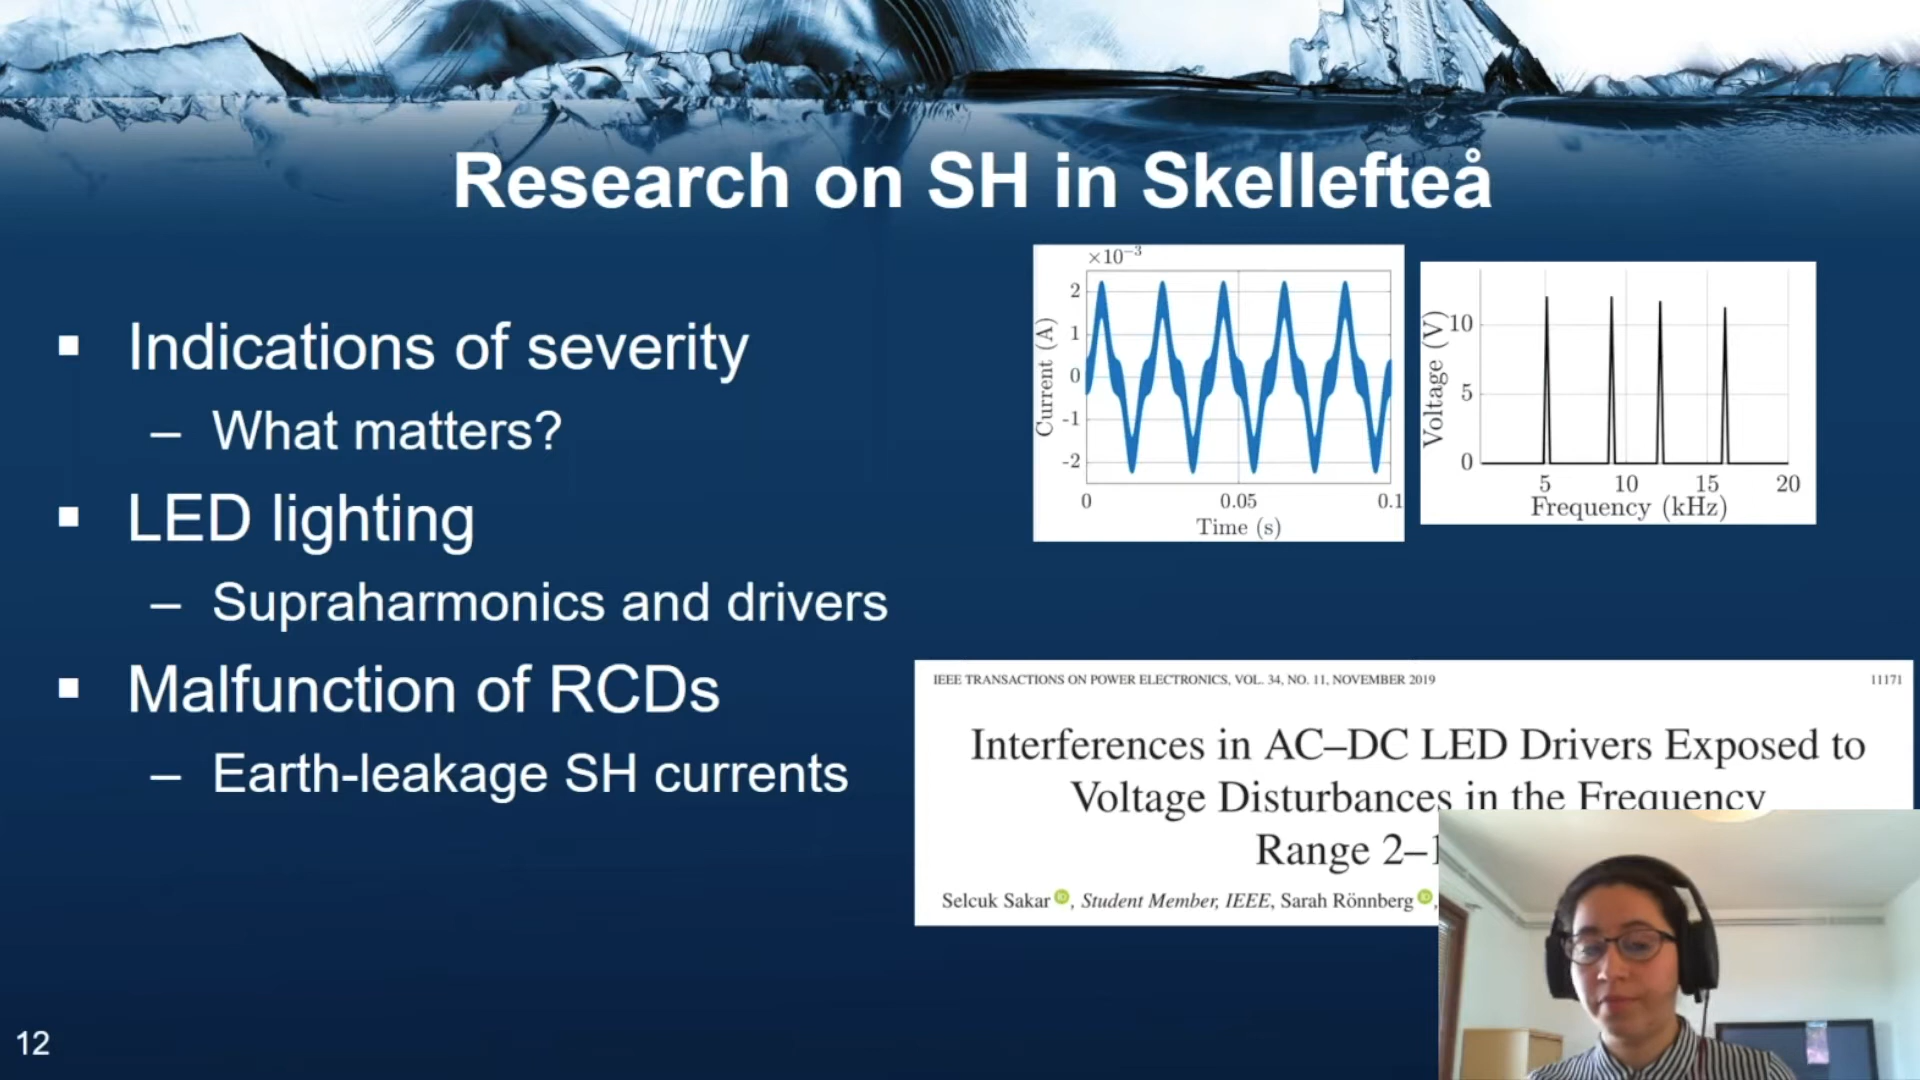 Research on SH in Skellefteå
Indications of severity
– What matters?
LED lighting
– Supraharmonics and drivers
Malfunction of RCDs
– Earth-leakage SH currents
×10⁻³
2
1
0
-1
-2
Current (A)
0 0.05 0.1
Time (s)
10
5
0
Voltage (V)
5 10 15 20
Frequency (kHz)
IEEE TRANSACTIONS ON POWER ELECTRONICS, VOL. 34, NO. 11, NOVEMBER 2019 11171
Interferences in AC–DC LED Drivers Exposed to
Voltage Disturbances in the Frequency
Range 2–1
Selcuk Sakar iD, Student Member, IEEE, Sarah Rönnberg iD,
12